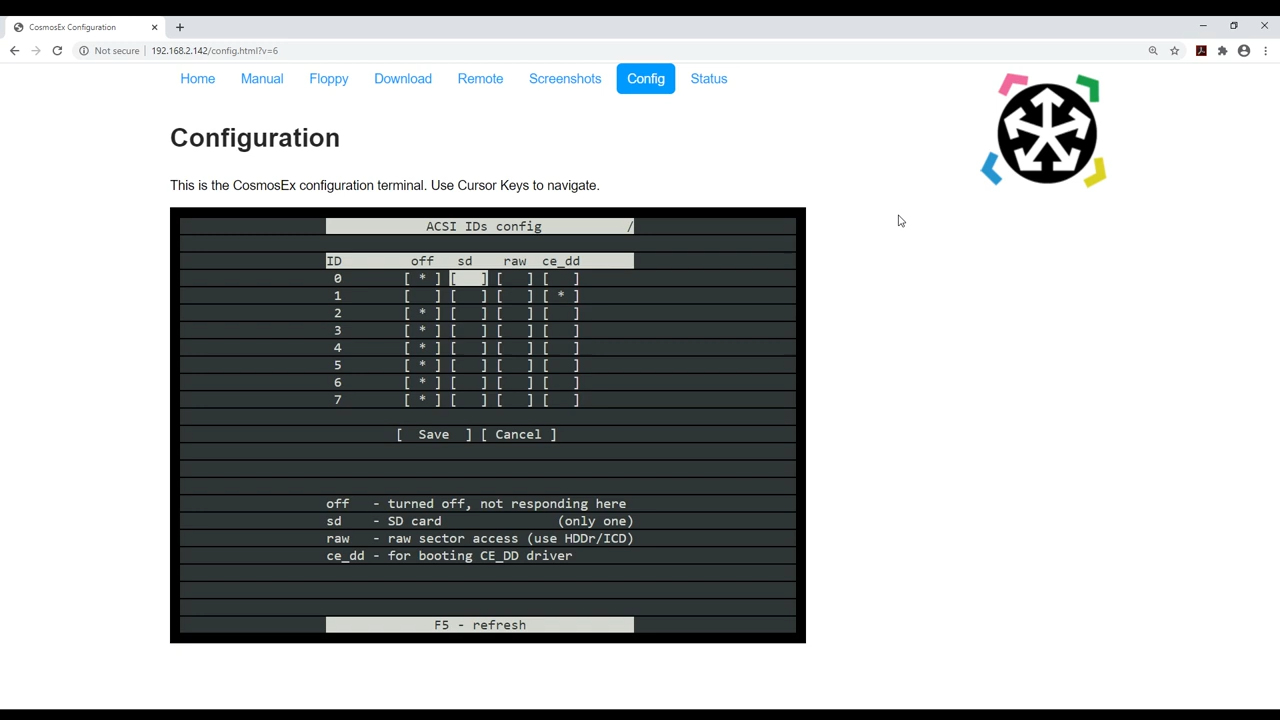 CosmosEx Configuration
Not secure | 192.168.2.142/config.html?v=6
Home Manual Floppy Download Remote Screenshots Config Status
Configuration
This is the CosmosEx configuration terminal. Use Cursor Keys to navigate.
ACSI IDs config /
ID off sd raw ce_dd
0 [ * ] [   ] [   ] [   ]
1 [   ] [   ] [   ] [ * ]
2 [ * ] [   ] [   ] [   ]
3 [ * ] [   ] [   ] [   ]
4 [ * ] [   ] [   ] [   ]
5 [ * ] [   ] [   ] [   ]
6 [ * ] [   ] [   ] [   ]
7 [ * ] [   ] [   ] [   ]
[ Save ] [ Cancel ]
off - turned off, not responding here
sd - SD card (only one)
raw - raw sector access (use HDDr/ICD)
ce_dd - for booting CE_DD driver
F5 - refresh